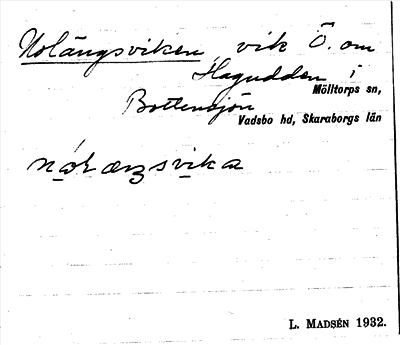 Nolängsviken, vik Ö. om
Hagudden i
Mölltorps sn,
Bottensjön
Vadsbo hd, Skaraborgs län
L. MADSÉN 1932.